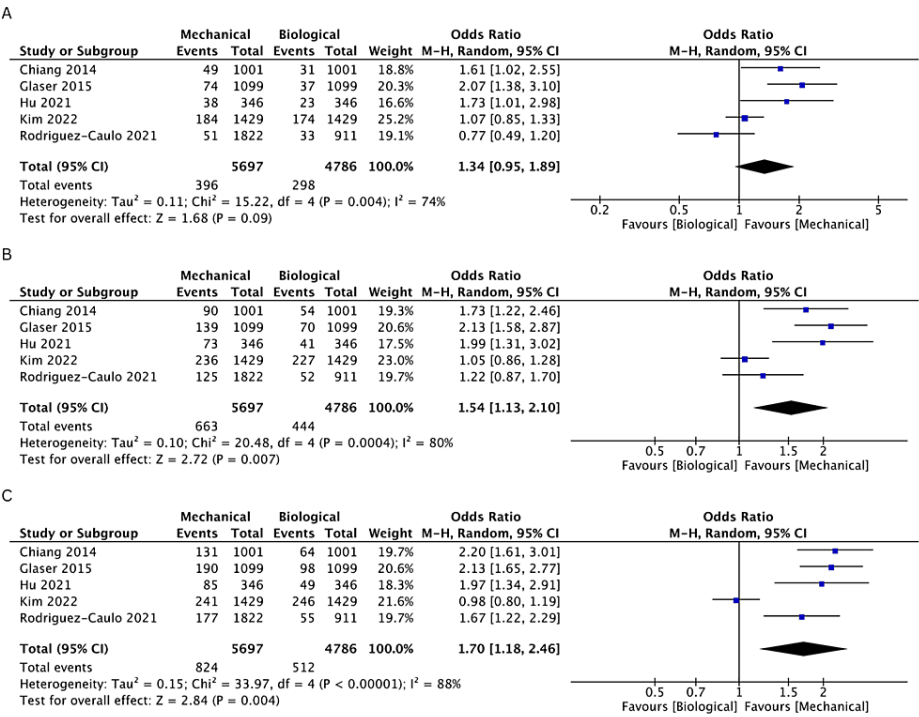 A
Mechanical Biological Odds Ratio Odds Ratio
Study or Subgroup Events Total Events Total Weight M-H, Random, 95% CI M-H, Random, 95% CI
Chiang 2014 49 1001 31 1001 18.8% 1.61 [1.02, 2.55]
Glaser 2015 74 1099 37 1099 20.3% 2.07 [1.38, 3.10]
Hu 2021 38 346 23 346 16.6% 1.73 [1.01, 2.98]
Kim 2022 184 1429 174 1429 25.2% 1.07 [0.85, 1.33]
Rodriguez-Caulo 2021 51 1822 33 911 19.1% 0.77 [0.49, 1.20]
Total (95% CI) 5697 4786 100.0% 1.34 [0.95, 1.89]
Total events 396 298
Heterogeneity: Tau² = 0.11; Chi² = 15.22, df = 4 (P = 0.004); I² = 74%
Test for overall effect: Z = 1.68 (P = 0.09)
0.2 0.5 1 2 5
Favours [Biological] Favours [Mechanical]
B
Mechanical Biological Odds Ratio Odds Ratio
Study or Subgroup Events Total Events Total Weight M-H, Random, 95% CI M-H, Random, 95% CI
Chiang 2014 90 1001 54 1001 19.3% 1.73 [1.22, 2.46]
Glaser 2015 139 1099 70 1099 20.6% 2.13 [1.58, 2.87]
Hu 2021 73 346 41 346 17.5% 1.99 [1.31, 3.02]
Kim 2022 236 1429 227 1429 23.0% 1.05 [0.86, 1.28]
Rodriguez-Caulo 2021 125 1822 52 911 19.7% 1.22 [0.87, 1.70]
Total (95% CI) 5697 4786 100.0% 1.54 [1.13, 2.10]
Total events 663 444
Heterogeneity: Tau² = 0.10; Chi² = 20.48, df = 4 (P = 0.0004); I² = 80%
Test for overall effect: Z = 2.72 (P = 0.007)
0.5 0.7 1 1.5 2
Favours [Biological] Favours [Mechanical]
C
Mechanical Biological Odds Ratio Odds Ratio
Study or Subgroup Events Total Events Total Weight M-H, Random, 95% CI M-H, Random, 95% CI
Chiang 2014 131 1001 64 1001 19.7% 2.20 [1.61, 3.01]
Glaser 2015 190 1099 98 1099 20.6% 2.13 [1.65, 2.77]
Hu 2021 85 346 49 346 18.3% 1.97 [1.34, 2.91]
Kim 2022 241 1429 246 1429 21.6% 0.98 [0.80, 1.19]
Rodriguez-Caulo 2021 177 1822 55 911 19.7% 1.67 [1.22, 2.29]
Total (95% CI) 5697 4786 100.0% 1.70 [1.18, 2.46]
Total events 824 512
Heterogeneity: Tau² = 0.15; Chi² = 33.97, df = 4 (P < 0.00001); I² = 88%
Test for overall effect: Z = 2.84 (P = 0.004)
0.5 0.7 1 1.5 2
Favours [Biological] Favours [Mechanical]